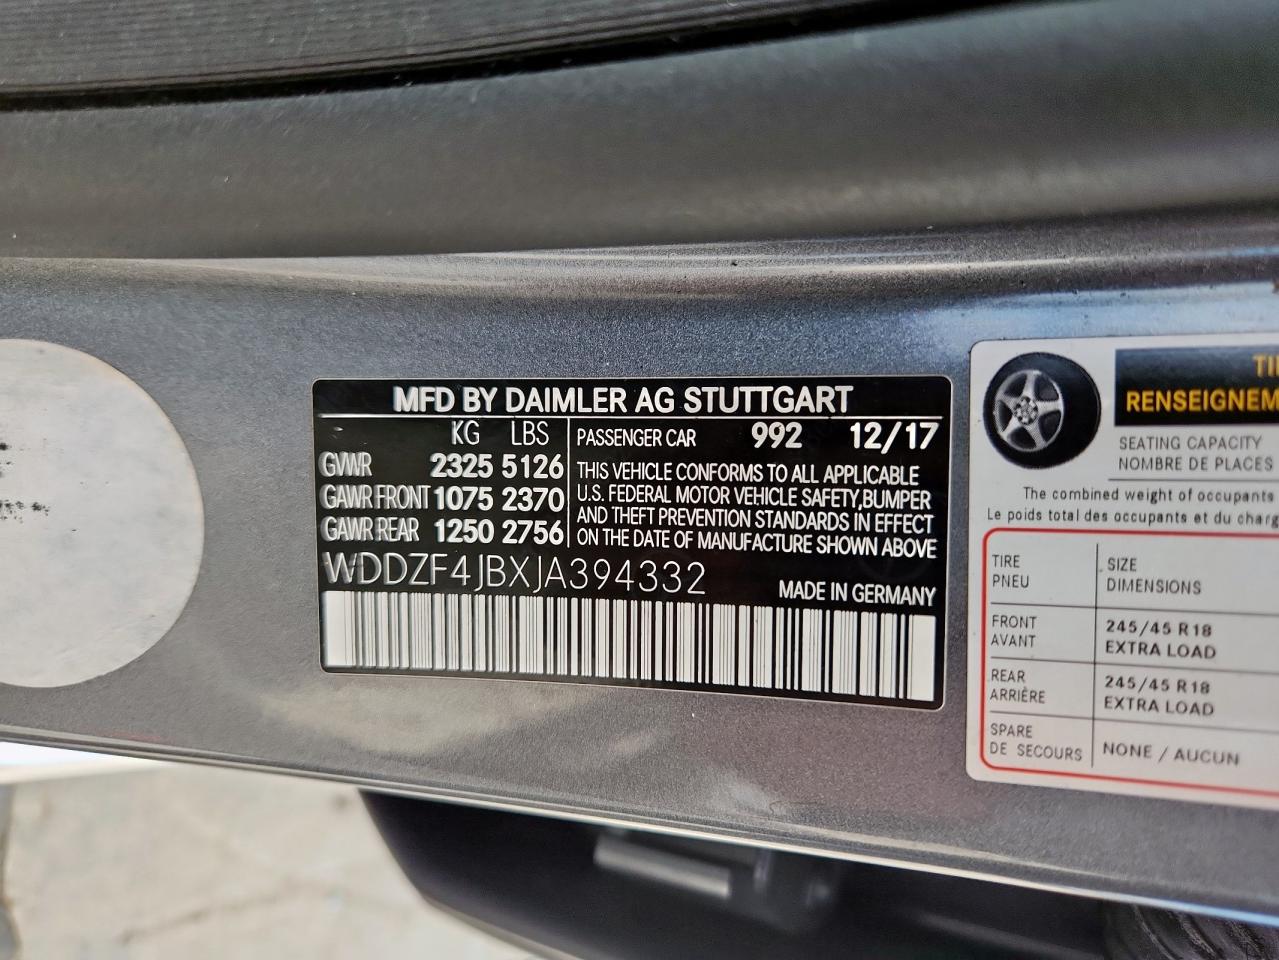 MFD BY DAIMLER AG STUTTGART
KG LBS
GVWR 2325 5126
GAWR FRONT 1075 2370
GAWR REAR 1250 2756
PASSENGER CAR 992 12/17
THIS VEHICLE CONFORMS TO ALL APPLICABLE
U.S. FEDERAL MOTOR VEHICLE SAFETY,BUMPER
AND THEFT PREVENTION STANDARDS IN EFFECT
ON THE DATE OF MANUFACTURE SHOWN ABOVE
WDDZF4JBXJA394332
MADE IN GERMANY
RENSEIGNEM
SEATING CAPACITY
NOMBRE DE PLACES
The combined weight of occupants
Le poids total des occupants et du charg
TIRE SIZE
PNEU DIMENSIONS
FRONT 245/45 R18
AVANT EXTRA LOAD
REAR 245/45 R18
ARRIÈRE EXTRA LOAD
SPARE
DE SECOURS NONE / AUCUN